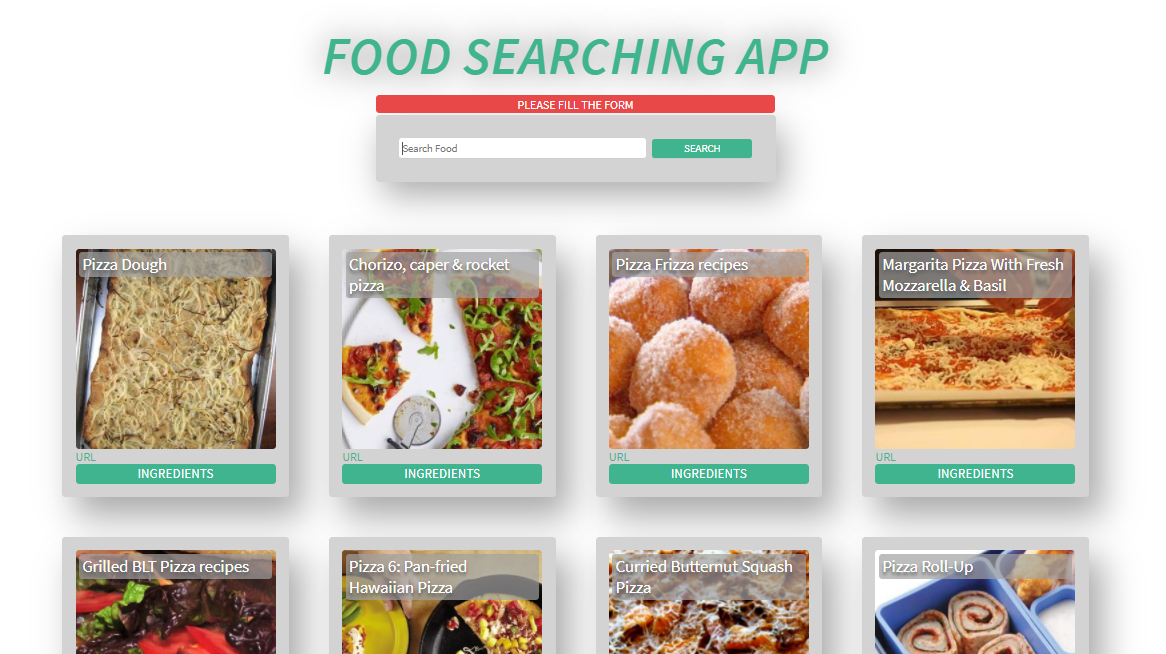 FOOD SEARCHING APP
PLEASE FILL THE FORM
Search Food
SEARCH
Pizza Dough
URL
INGREDIENTS
Chorizo, caper & rocket
pizza
URL
INGREDIENTS
Pizza Frizza recipes
URL
INGREDIENTS
Margarita Pizza With Fresh
Mozzarella & Basil
URL
INGREDIENTS
Grilled BLT Pizza recipes
Pizza 6: Pan-fried
Hawaiian Pizza
Curried Butternut Squash
Pizza
Pizza Roll-Up